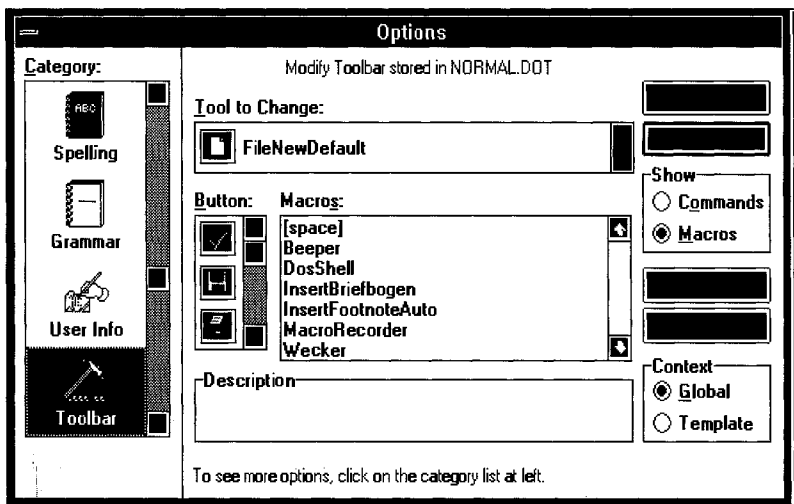 Options
Category:
ABC
Spelling
Grammar
User Info
Toolbar
Modify Toolbar stored in NORMAL.DOT
Tool to Change:
FileNewDefault
Button:
Macros:
[space]
Beeper
DosShell
InsertBriefbogen
InsertFootnoteAuto
MacroRecorder
Wecker
Description
Show
Commands
Macros
Context
Global
Template
To see more options, click on the category list at left.